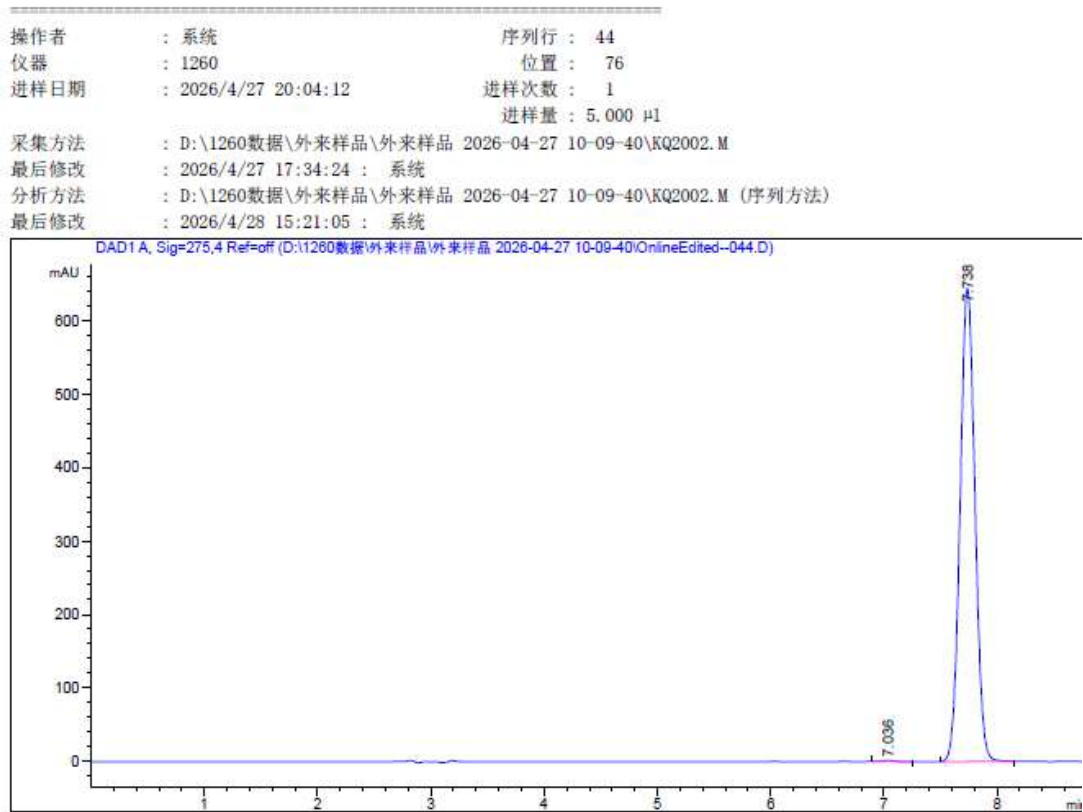 操作者 : 系统 序列行 : 44
仪器 : 1260 位置 : 76
进样日期 : 2026/4/27 20:04:12 进样次数 : 1
进样量 : 5.000 µl
采集方法 : D:\1260数据\外来样品\外来样品 2026-04-27 10-09-40\KQ2002.M
最后修改 : 2026/4/27 17:34:24 : 系统
分析方法 : D:\1260数据\外来样品\外来样品 2026-04-27 10-09-40\KQ2002.M (序列方法)
最后修改 : 2026/4/28 15:21:05 : 系统
DAD1 A, Sig=275,4 Ref=off (D:\1260数据\外来样品\外来样品 2026-04-27 10-09-40\OnlineEdited--044.D)
mAU
7.738
600
500
400
300
200
100
7.036
0
1 2 3 4 5 6 7 8 min